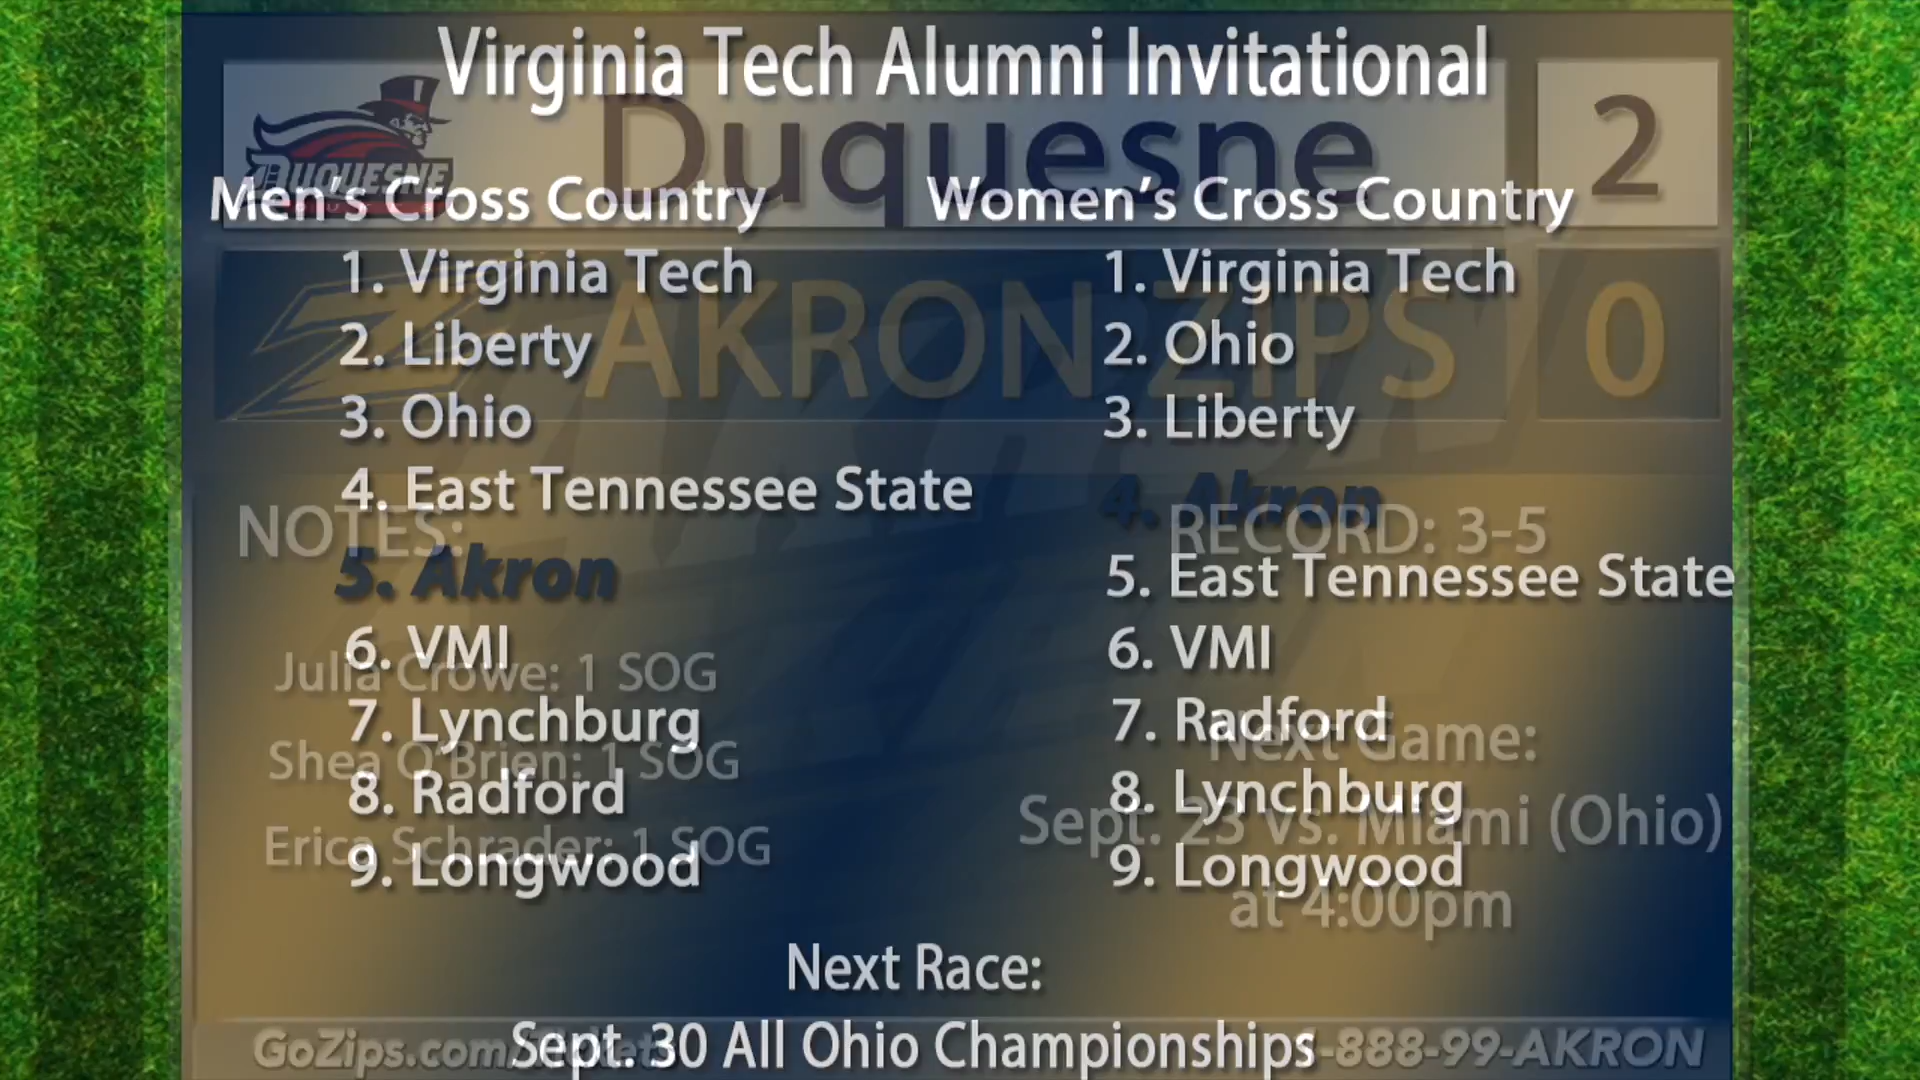 Virginia Tech Alumni Invitational
DUQUESNE
Duquesne
2
Men's Cross Country
Women's Cross Country
1. Virginia Tech
1. Virginia Tech
Z AKRON ZIPS
0
2. Liberty
2. Ohio
3. Ohio
3. Liberty
4. East Tennessee State
4. Akron
NOTES:
RECORD: 3-5
5. Akron
5. East Tennessee State
6. VMI
6. VMI
Julia Crowe: 1 SOG
7. Lynchburg
7. Radford
Next Game:
Shea O'Brien: 1 SOG
8. Radford
8. Lynchburg
Sept. 23 vs. Miami (Ohio)
Erica Schrader: 1 SOG
9. Longwood
9. Longwood
at 4:00pm
Next Race:
Sept. 30 All Ohio Championships
GoZips.com
-888-99-AKRON